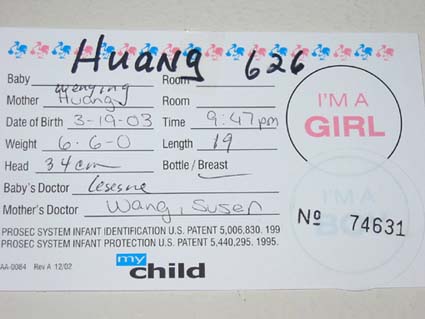 Huang 626
Baby Wenjing Room
Mother Huang Room
Date of Birth 3-19-03 Time 9:47pm
Weight 6-6-0 Length 19
Head 34 cm Bottle/Breast
Baby's Doctor Lesesne
Mother's Doctor Wang, Susen
I'M A
GIRL
I'M A
No 74631
PROSEC SYSTEM INFANT IDENTIFICATION U.S. PATENT 5,006,830. 199
PROSEC SYSTEM INFANT PROTECTION U.S. PATENT 5,440,295. 1995.
AA-0084 Rev A 12/02
my
child